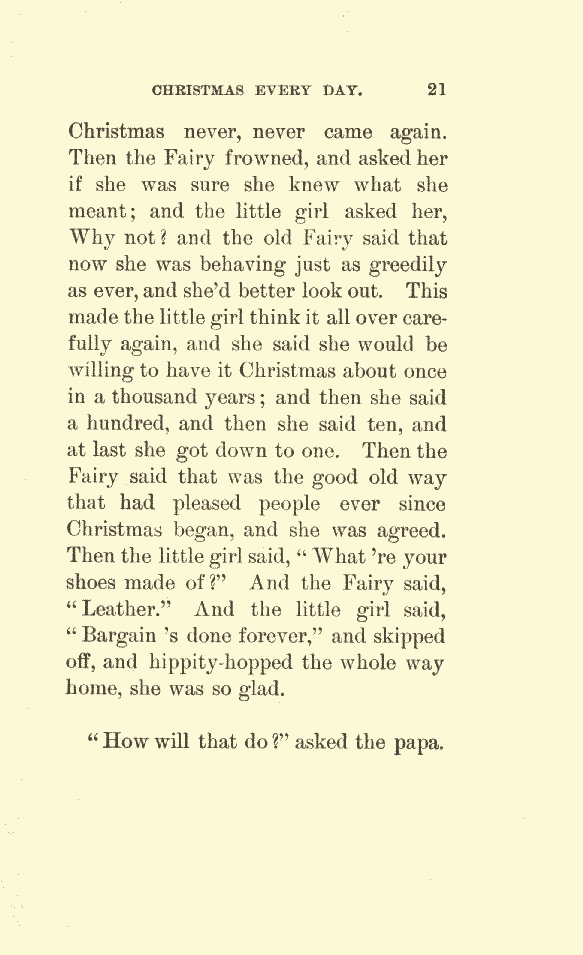 CHRISTMAS EVERY DAY. 21
Christmas never, never came again.
Then the Fairy frowned, and asked her
if she was sure she knew what she
meant; and the little girl asked her,
Why not? and the old Fairy said that
now she was behaving just as greedily
as ever, and she'd better look out. This
made the little girl think it all over care-
fully again, and she said she would be
willing to have it Christmas about once
in a thousand years; and then she said
a hundred, and then she said ten, and
at last she got down to one. Then the
Fairy said that was the good old way
that had pleased people ever since
Christmas began, and she was agreed.
Then the little girl said, "What 're your
shoes made of?" And the Fairy said,
"Leather." And the little girl said,
"Bargain 's done forever," and skipped
off, and hippity-hopped the whole way
home, she was so glad.
"How will that do?" asked the papa.